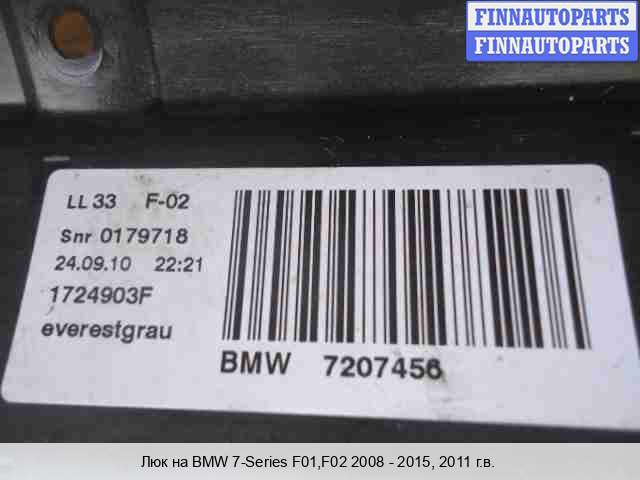 FINNAUTOPARTS
FINNAUTOPARTS
LL 33 F-02
Snr 0179718
24.09.10 22:21
1724903F
everestgrau
BMW 7207456
Люк на BMW 7-Series F01,F02 2008 - 2015, 2011 г.в.